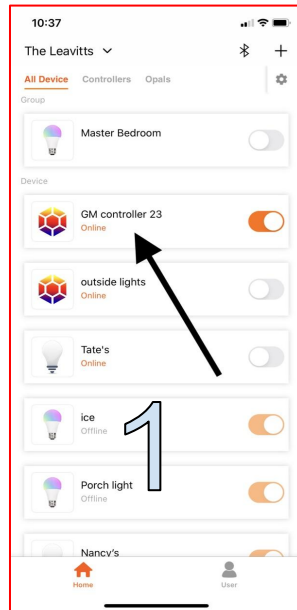 10:37
The Leavitts
All Device Controllers Opals
Group
Master Bedroom
Device
GM controller 23
Online
outside lights
Online
Tate's
Online
ice
Offline
1
Porch light
Offline
Nancy's
Home User